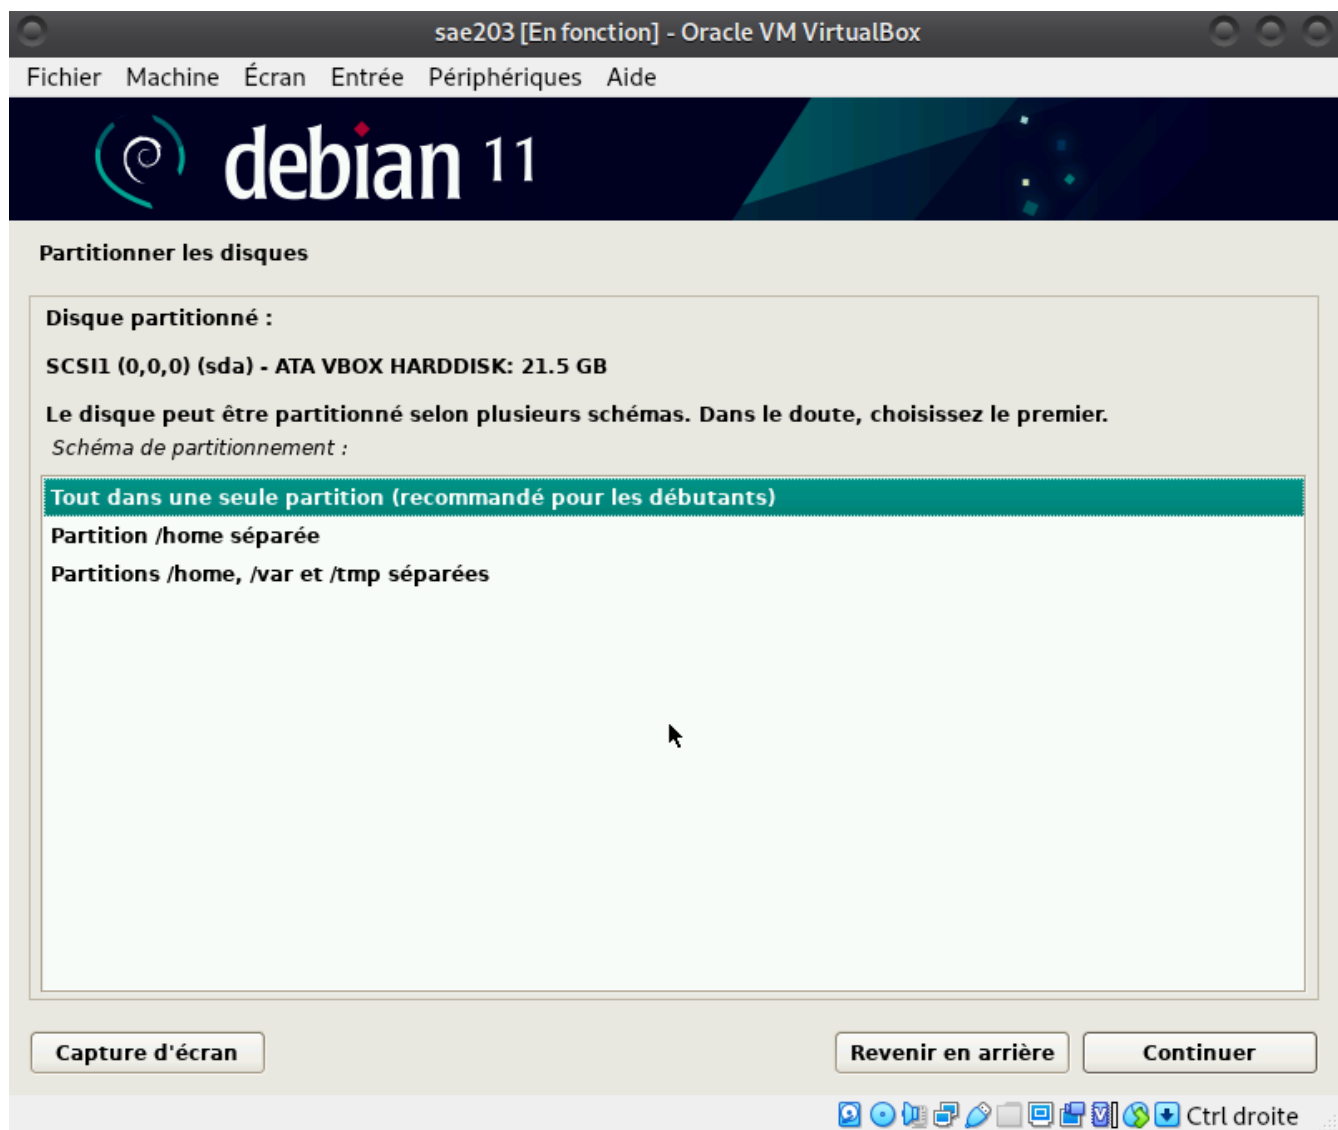 sae203 [En fonction] - Oracle VM VirtualBox
Fichier Machine Écran Entrée Périphériques Aide
debian 11
Partitionner les disques
Disque partitionné :
SCSI1 (0,0,0) (sda) - ATA VBOX HARDDISK: 21.5 GB
Le disque peut être partitionné selon plusieurs schémas. Dans le doute, choisissez le premier.
Schéma de partitionnement :
Tout dans une seule partition (recommandé pour les débutants)
Partition /home séparée
Partitions /home, /var et /tmp séparées
Capture d'écran Revenir en arrière Continuer
Ctrl droite